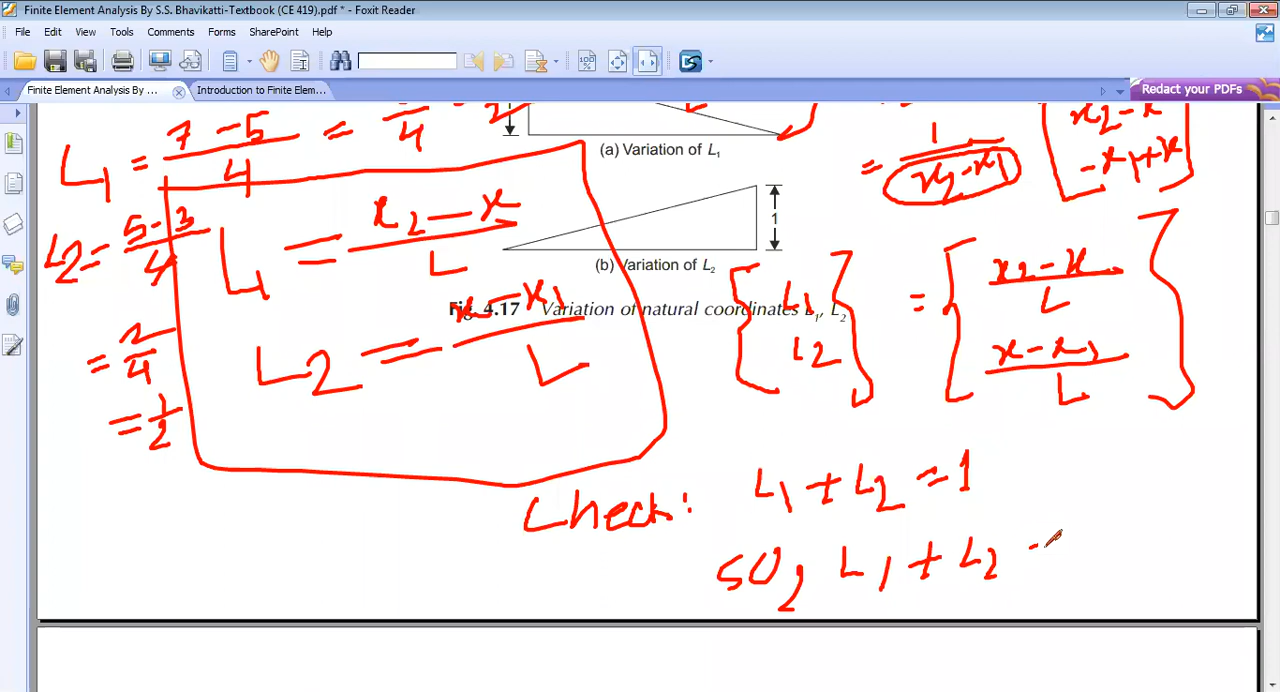 Finite Element Analysis By S.S. Bhavikatti-Textbook (CE 419).pdf * - Foxit Reader
File Edit View Tools Comments Forms SharePoint Help
Finite Element Analysis By ... Introduction to Finite Elem... Redact your PDFs
L1 = 7 - 5 / 4 = /4
(a) Variation of L1
= 1 / x2 - x1 [ x2 - x
- x1 + x ]
L2 = 5 - 3 / 4
= 2/4
= 1/2
L1 = x2 - x / L
L2 = x - x1 / L
1
(b) Variation of L2
Fig. 4.17 Variation of natural coordinates L1, L2
{ L1
L2 } = { x2 - x / L
x - x1 / L }
Check: L1 + L2 = 1
SO, L1 + L2 -